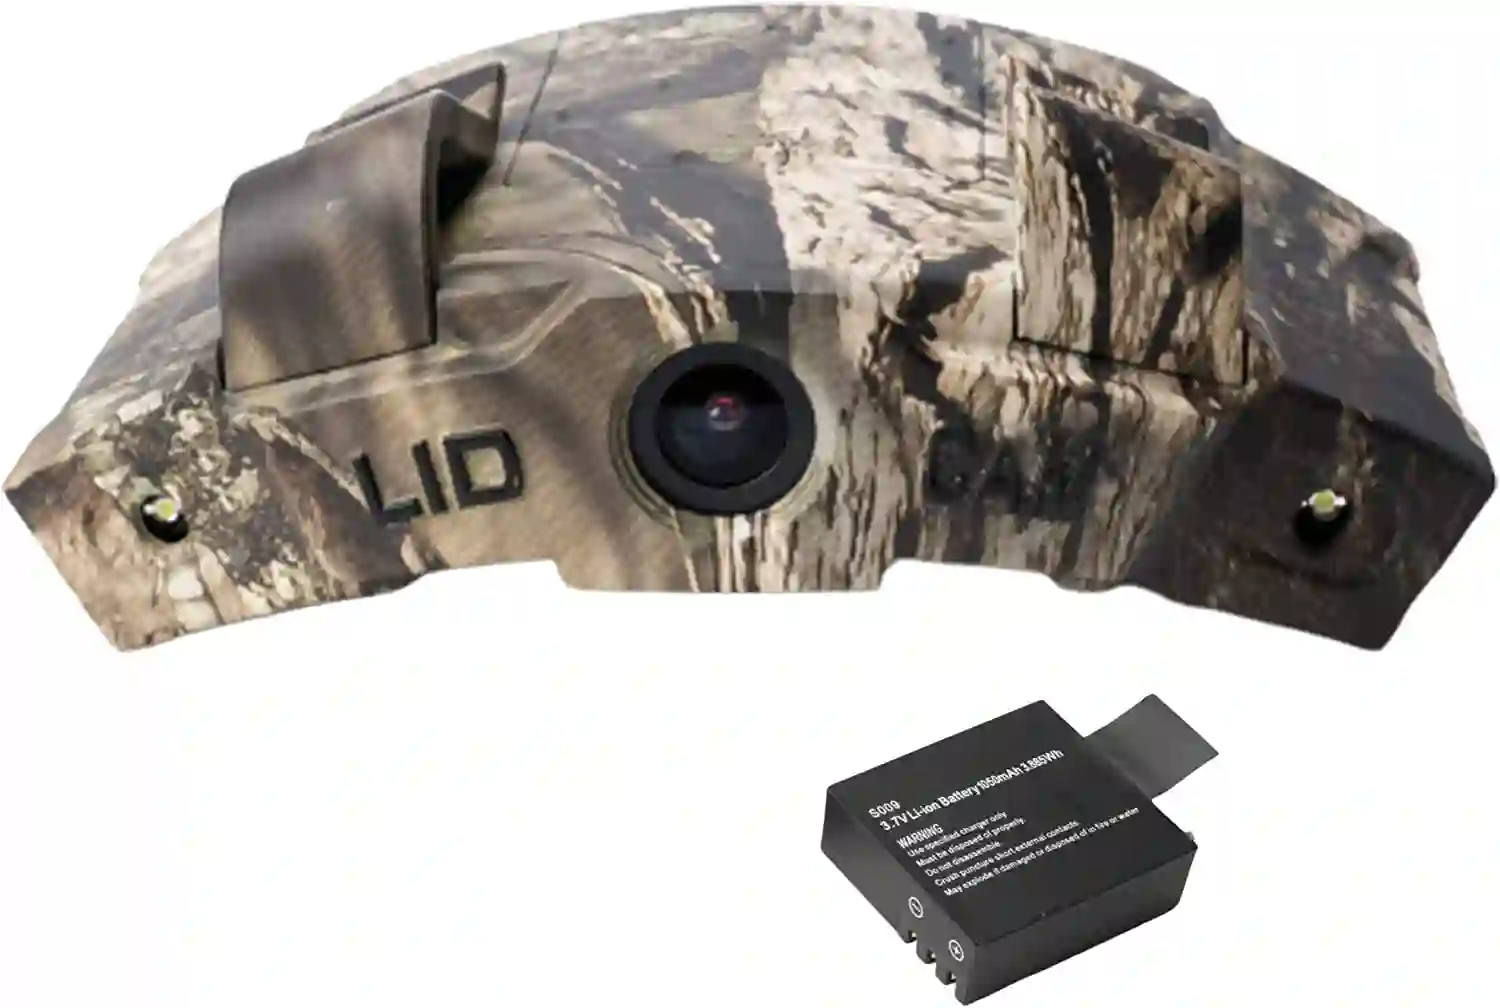 LID
CAM
S009
3.7V Li-ion Battery 1050mAh 3.885Wh
WARNING
Use specified charger only
Must be disposed of properly.
Do not disassemble.
Crush puncture short external contacts.
May explode if damaged or disposed of in fire or water